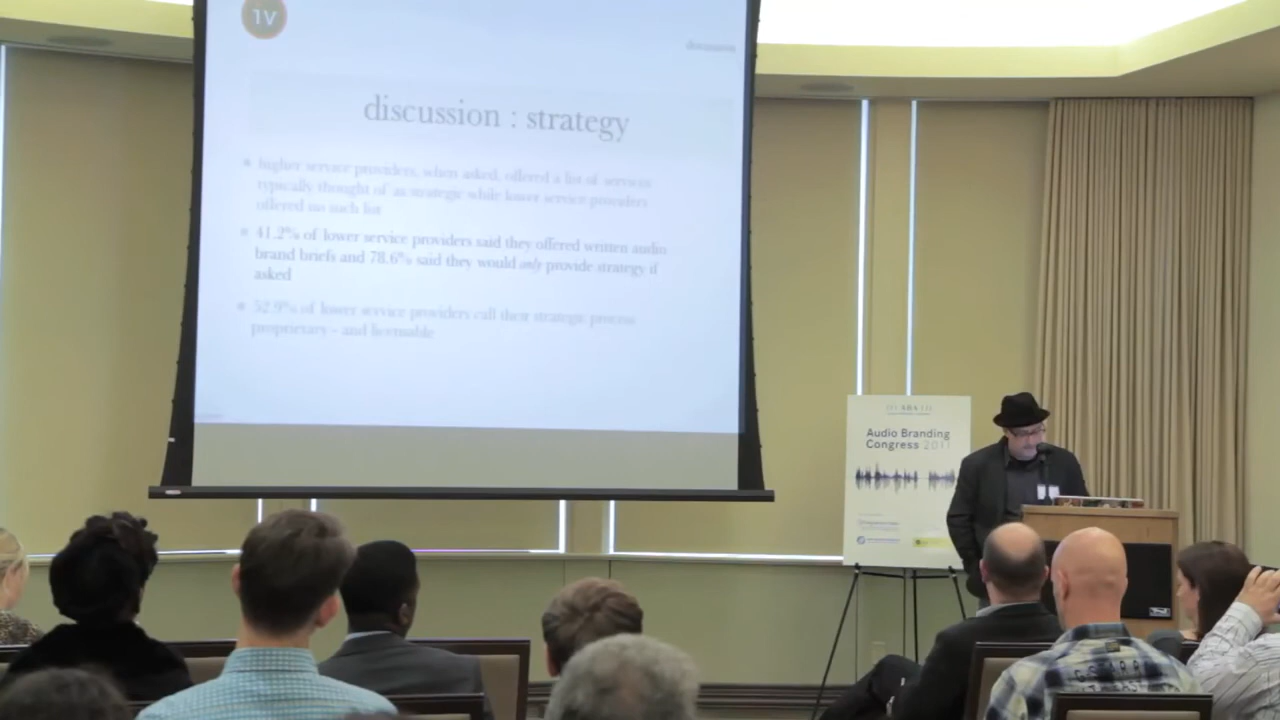 1V
discussion
discussion : strategy
higher service providers, when asked, offered a list of services
typically thought of as strategic while lower service providers
offered no such list
41.2% of lower service providers said they offered written audio
brand briefs and 78.6% said they would only provide strategy if
asked
52.9% of lower service providers call their strategic process
proprietary - and licensable
Audio Branding
Congress 2011